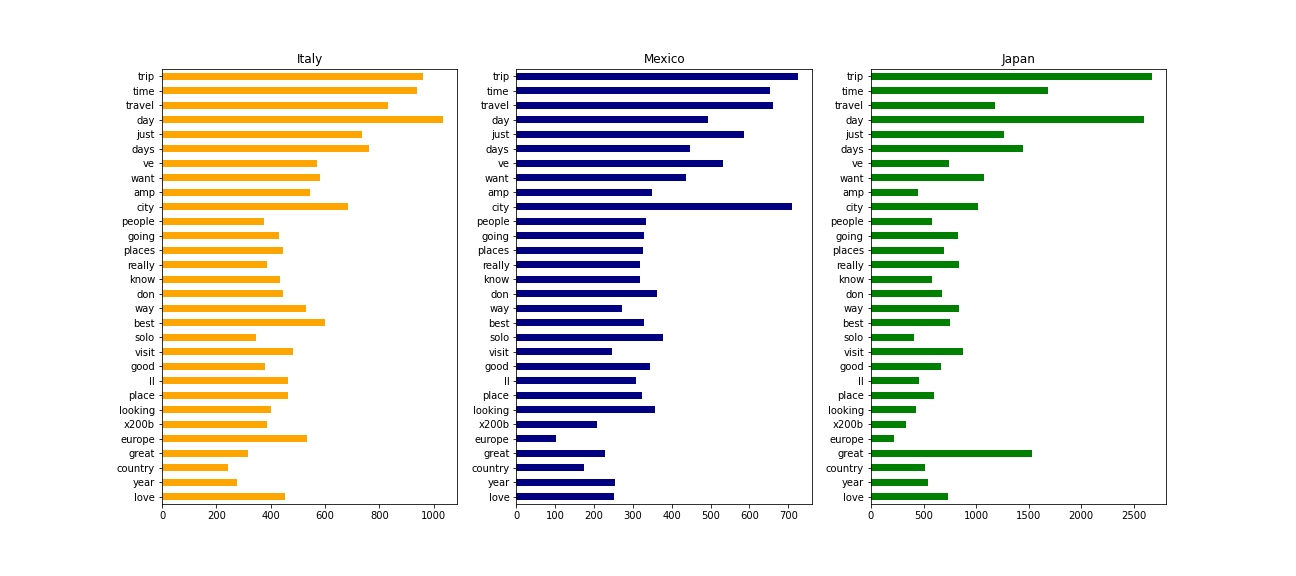 Italy
trip
time
travel
day
just
days
ve
want
amp
city
people
going
places
really
know
don
way
best
solo
visit
good
ll
place
looking
x200b
europe
great
country
year
love
0 200 400 600 800 1000
Mexico
trip
time
travel
day
just
days
ve
want
amp
city
people
going
places
really
know
don
way
best
solo
visit
good
ll
place
looking
x200b
europe
great
country
year
love
0 100 200 300 400 500 600 700
Japan
trip
time
travel
day
just
days
ve
want
amp
city
people
going
places
really
know
don
way
best
solo
visit
good
ll
place
looking
x200b
europe
great
country
year
love
0 500 1000 1500 2000 2500